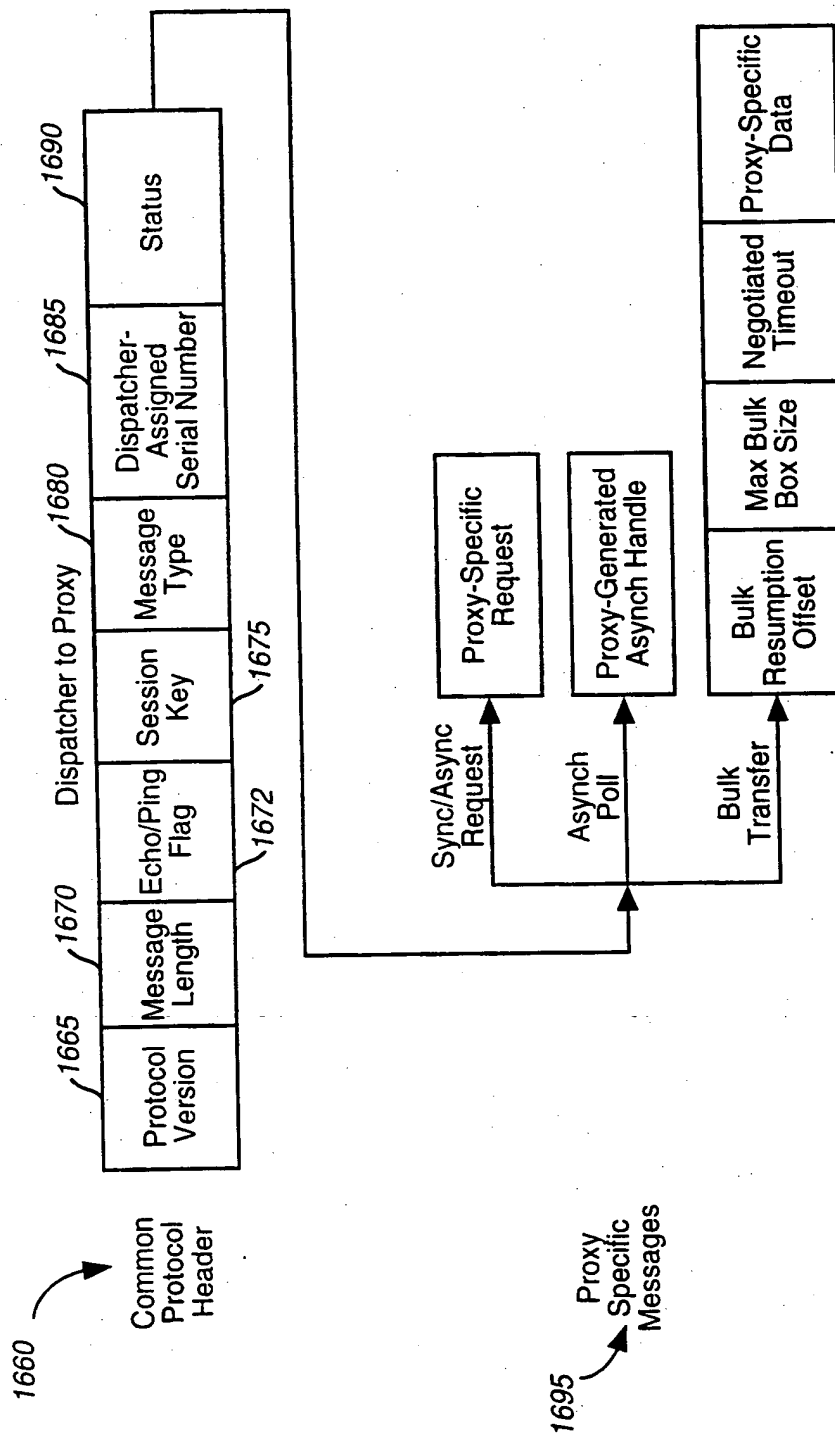 Dispatcher to Proxy
1660
Common
Protocol
Header
1665
Protocol
Version
1670
Message
Length
Echo/Ping
Flag
1672
Session
Key
1675
1680
Message
Type
1685
Dispatcher-
Assigned
Serial Number
1690
Status
1695
Proxy
Specific
Messages
Sync/Async
Request
Proxy-Specific
Request
Asynch
Poll
Proxy-Generated
Asynch Handle
Bulk
Transfer
Bulk
Resumption
Offset
Max Bulk
Box Size
Negotiated
Timeout
Proxy-Specific
Data